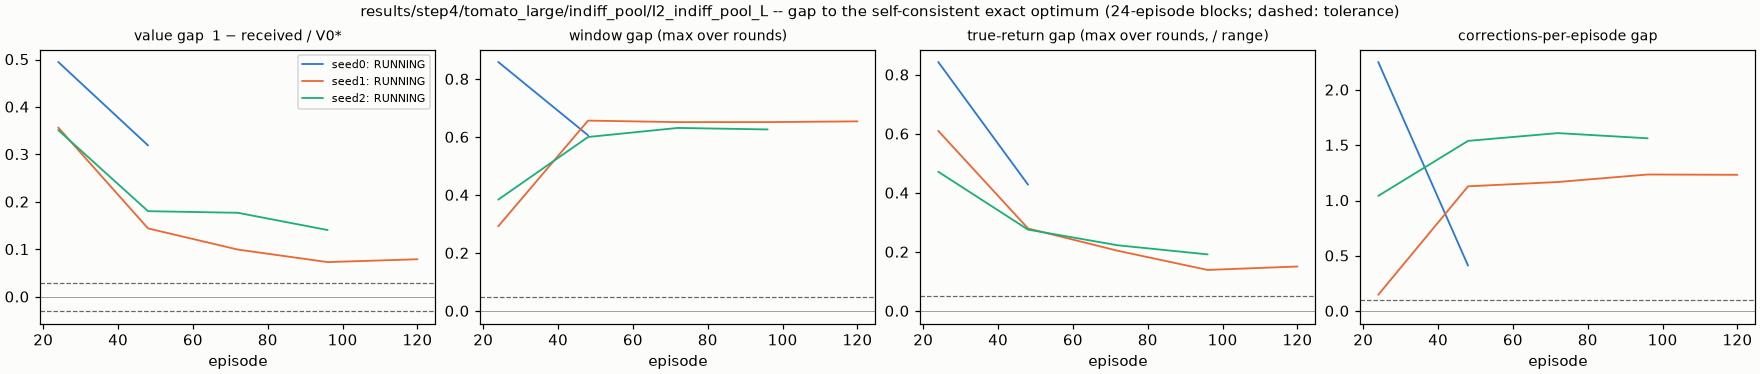 results/step4/tomato_large/indiff_pool/l2_indiff_pool_L -- gap to the self-consistent exact optimum (24-episode blocks; dashed: tolerance)
value gap 1 − received / V0*
0.5
0.4
0.3
0.2
0.1
0.0
seed0: RUNNING
seed1: RUNNING
seed2: RUNNING
20 40 60 80 100 120
episode
window gap (max over rounds)
0.8
0.6
0.4
0.2
0.0
20 40 60 80 100 120
episode
true-return gap (max over rounds, / range)
0.8
0.6
0.4
0.2
0.0
20 40 60 80 100 120
episode
corrections-per-episode gap
2.0
1.5
1.0
0.5
0.0
20 40 60 80 100 120
episode